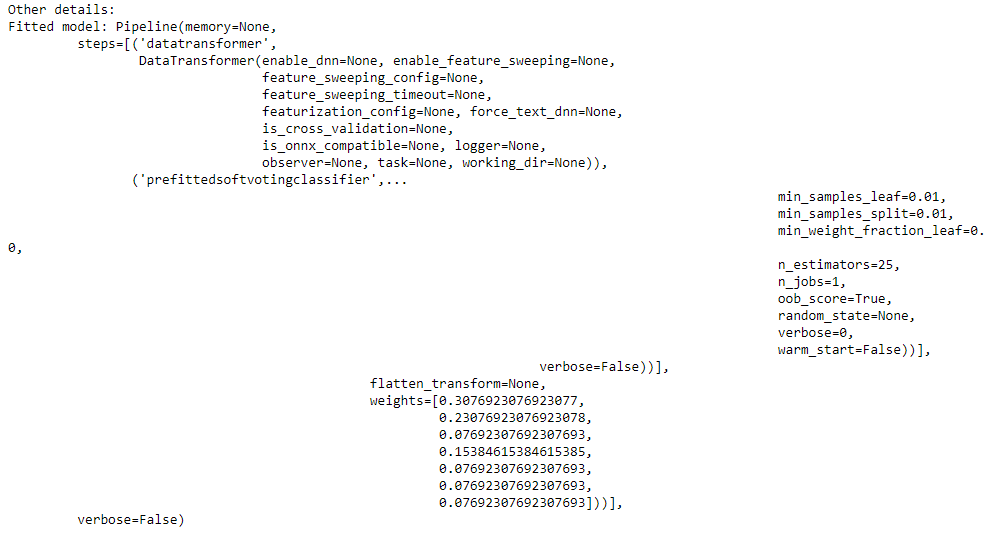 Other details:
Fitted model: Pipeline(memory=None,
steps=[('datatransformer',
DataTransformer(enable_dnn=None, enable_feature_sweeping=None,
feature_sweeping_config=None,
feature_sweeping_timeout=None,
featurization_config=None, force_text_dnn=None,
is_cross_validation=None,
is_onnx_compatible=None, logger=None,
observer=None, task=None, working_dir=None)),
('prefittedsoftvotingclassifier',...
min_samples_leaf=0.01,
min_samples_split=0.01,
min_weight_fraction_leaf=0.
0,
n_estimators=25,
n_jobs=1,
oob_score=True,
random_state=None,
verbose=0,
warm_start=False))],
verbose=False))],
flatten_transform=None,
weights=[0.3076923076923077,
0.23076923076923078,
0.07692307692307693,
0.15384615384615385,
0.07692307692307693,
0.07692307692307693,
0.07692307692307693]))],
verbose=False)